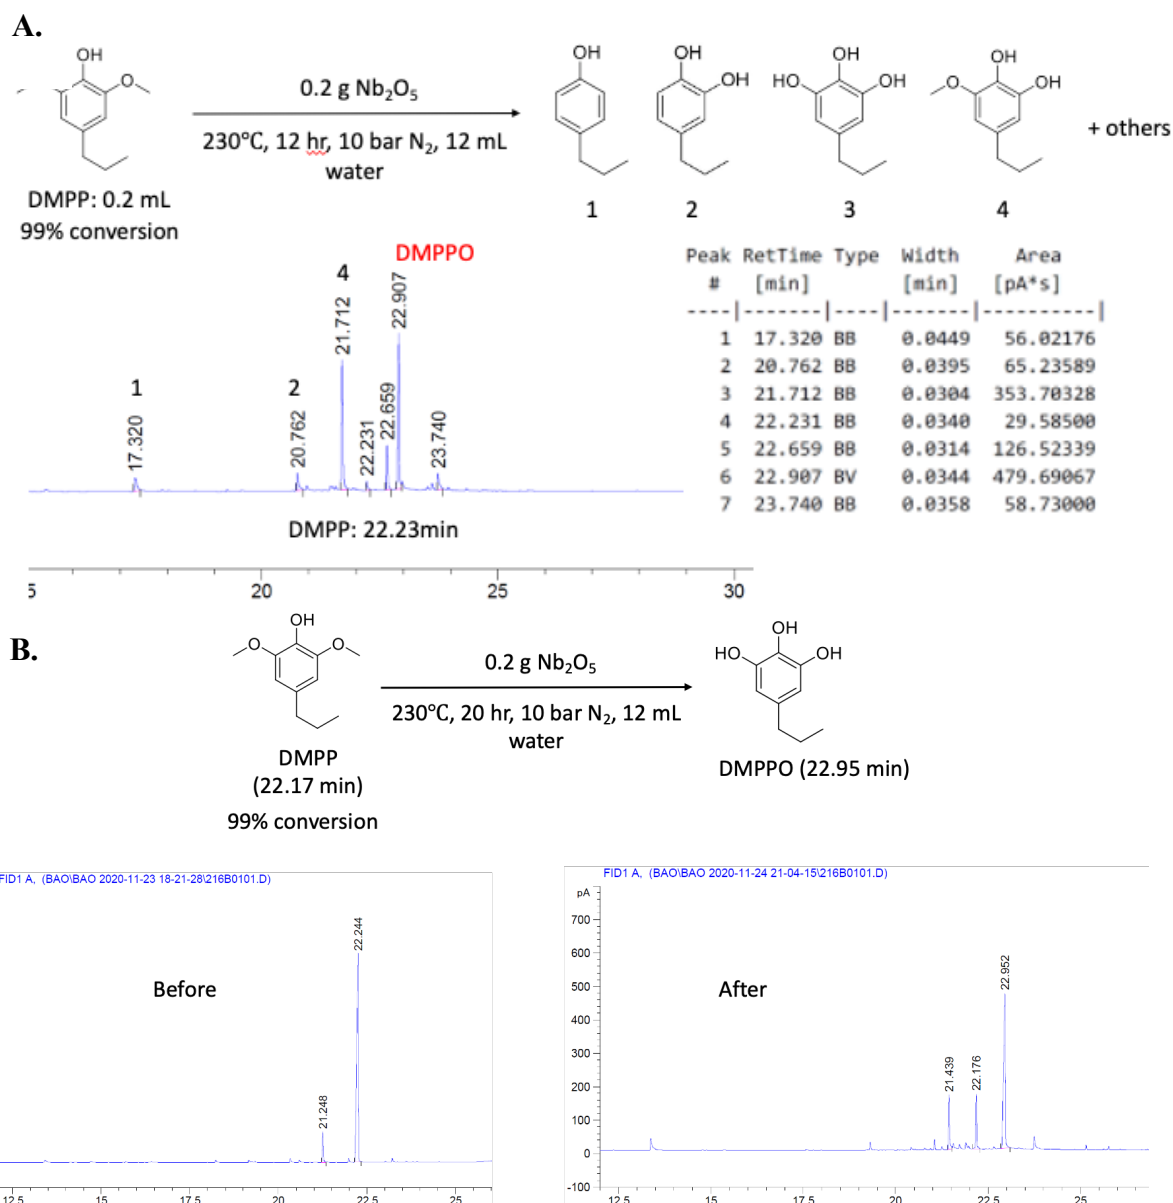 A.
OH
O
0.2 g Nb₂O₅
230℃, 12 hr, 10 bar N₂, 12 mL
water
DMPP: 0.2 mL
99% conversion
OH
1
OH
OH
2
OH
HO
OH
3
OH
O
OH
4
+ others
DMPPO
1
17.320
2
20.762
4
21.712
22.231
22.659
22.907
23.740
DMPP: 22.23min
5 20 25 30
Peak RetTime Type Width Area
# [min] [min] [pA*s]
----|-------|----|-------|----------|
1 17.320 BB 0.0449 56.02176
2 20.762 BB 0.0395 65.23589
3 21.712 BB 0.0304 353.70328
4 22.231 BB 0.0340 29.58500
5 22.659 BB 0.0314 126.52339
6 22.907 BV 0.0344 479.69067
7 23.740 BB 0.0358 58.73000
B.
OH
O
O
DMPP
(22.17 min)
99% conversion
0.2 g Nb₂O₅
230℃, 20 hr, 10 bar N₂, 12 mL
water
OH
HO
OH
DMPPO (22.95 min)
FID1 A, (BAO\BAO 2020-11-23 18-21-28\216B0101.D)
Before
21.248
22.244
12.5 15 17.5 20 22.5 25
FID1 A, (BAO\BAO 2020-11-24 21-04-15\216B0101.D)
pA
700
600
500
400
300
200
100
0
-100
After
21.439
22.176
22.952
12.5 15 17.5 20 22.5 25